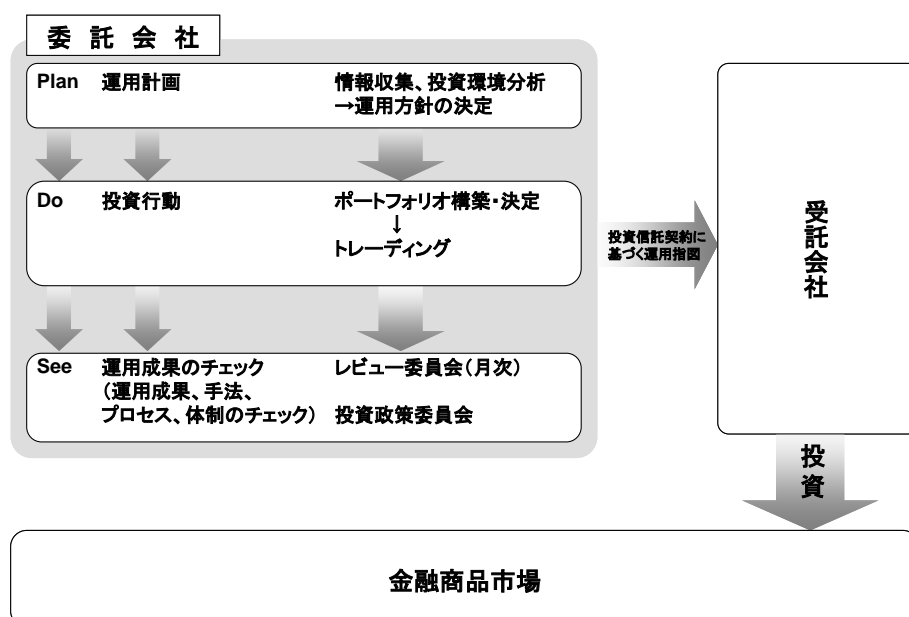 委託会社
Plan 運用計画 情報収集、投資環境分析
→運用方針の決定
Do 投資行動 ポートフォリオ構築・決定
↓
トレーディング
See 運用成果のチェック レビュー委員会（月次）
（運用成果、手法、
プロセス、体制のチェック） 投資政策委員会
投資信託契約に
基づく運用指図
受託会社
投資
金融商品市場